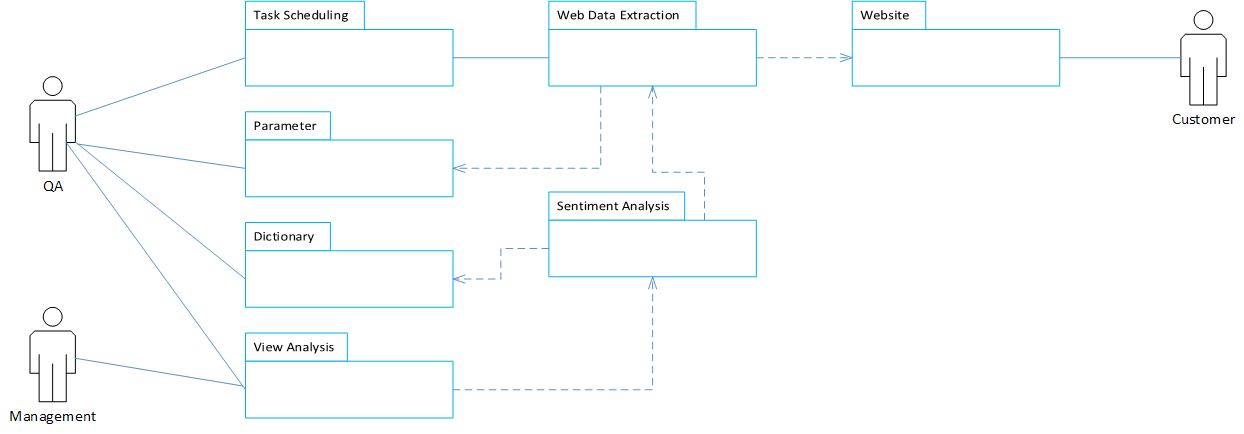 Task Scheduling
Web Data Extraction
Website
Parameter
Customer
QA
Sentiment Analysis
Dictionary
View Analysis
Management